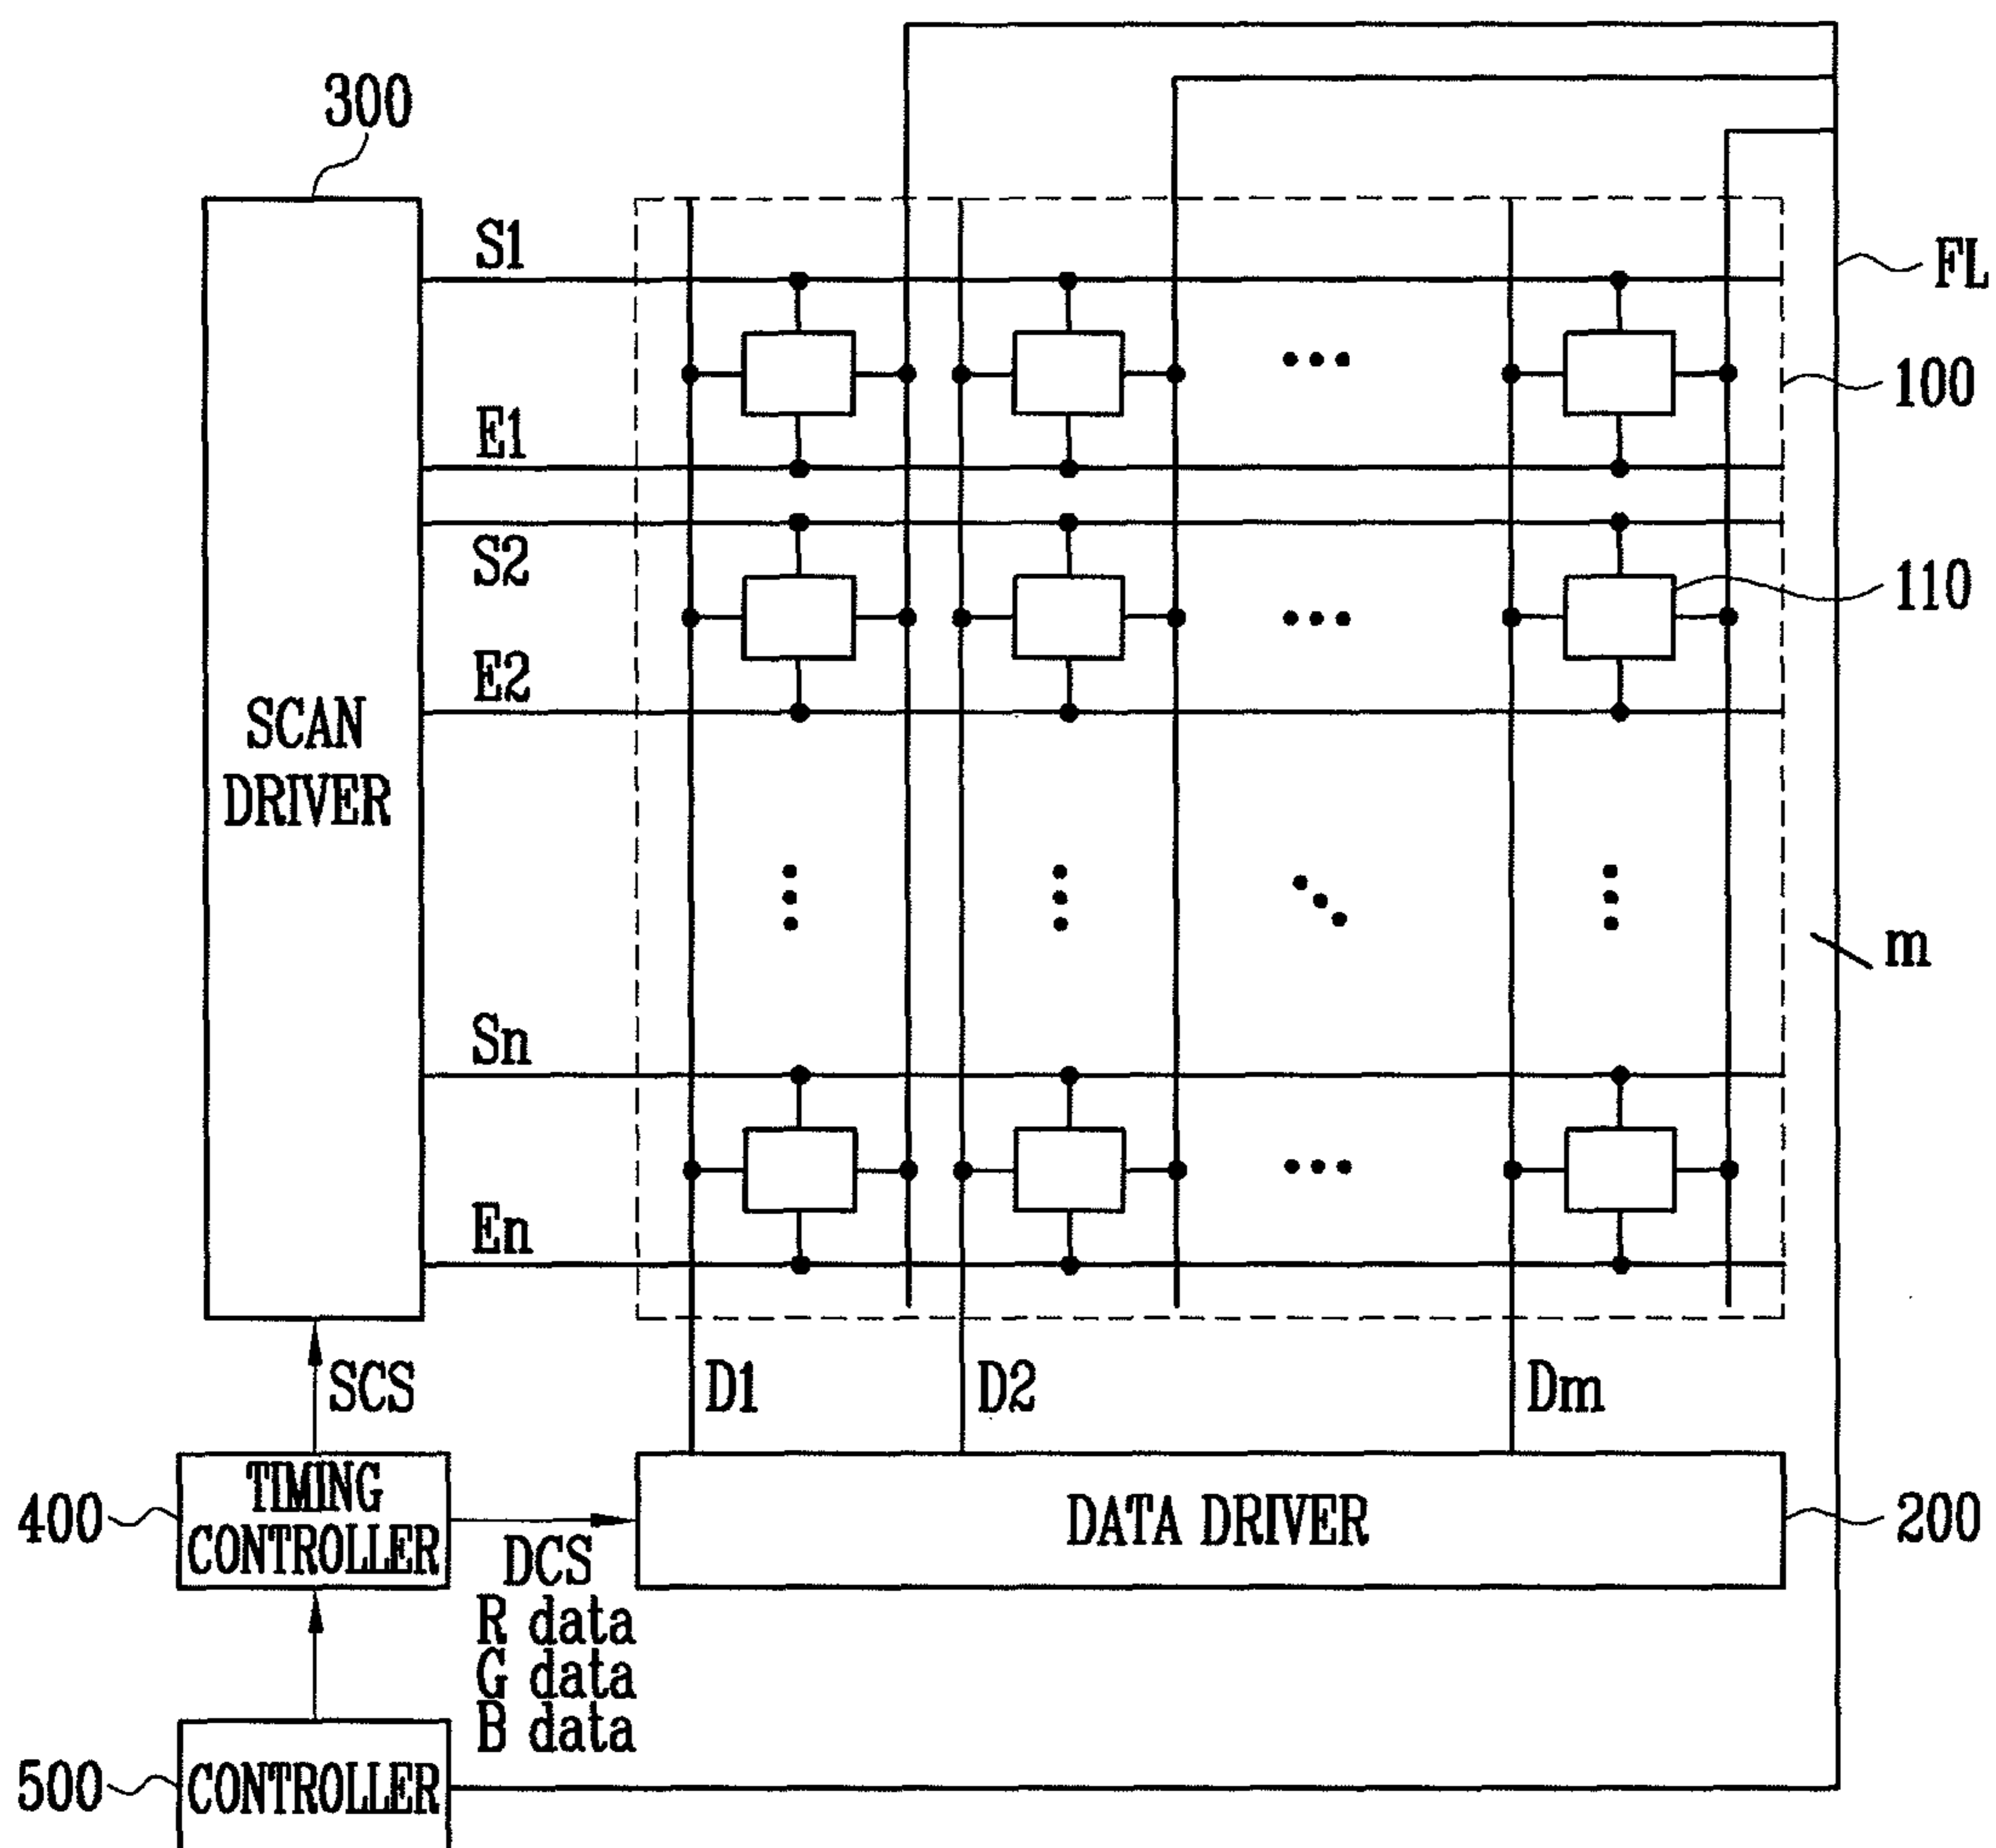 300
S1
FL
100
E1
S2
110
E2
SCAN
DRIVER
m
Sn
En
SCS
D1
D2
Dm
400
TIMING
CONTROLLER
DATA DRIVER
200
DCS
R data
G data
B data
500
CONTROLLER